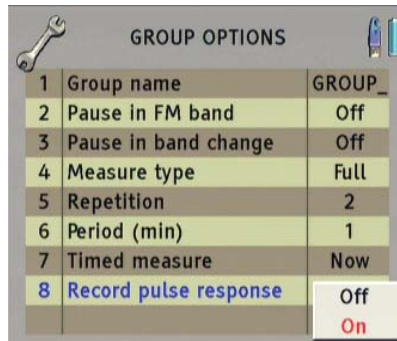 GROUP OPTIONS
1 Group name GROUP_
2 Pause in FM band Off
3 Pause in band change Off
4 Measure type Full
5 Repetition 2
6 Period (min) 1
7 Timed measure Now
8 Record pulse response Off
On